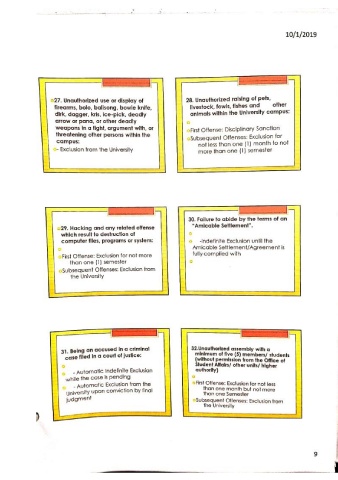 10/1/2019
27. Unauthorized use or display of
firearms, bolo, balisong, bowie knife,
dirk, dagger, kris, ice-pick, deadly
arrow or pana, or other deadly
weapons in a fight, argument with, or
threatening other persons within the
campus:
- Exclusion from the University
28. Unauthorized raising of pets,
livestock, fowls, fishes and other
animals within the University campus:
First Offense: Disciplinary Sanction
Subsequent Offenses: Exclusion for
not less than one (1) month to not
more than one (1) semester
29. Hacking and any related offense
which result to destruction of
computer files, programs or system:
First Offense: Exclusion for not more
than one (1) semester
Subsequent Offenses: Exclusion from
the University
30. Failure to abide by the terms of an
"Amicable Settlement".
-Indefinite Exclusion until the
Amicable Settlement/Agreement is
fully complied with
31. Being an accused in a criminal
case filed in a court of justice:
- Automatic Indefinite Exclusion
while the case is pending
- Automatic Exclusion from the
University upon conviction by final
judgment
32. Unauthorized assembly with a
minimum of five (5) members/ students
(without permission from the Office of
Student Affairs/ other units/ higher
authority)
First Offense: Exclusion for not less
than one month but not more
than one Semester
Subsequent Offenses: Exclusion from
the University
9